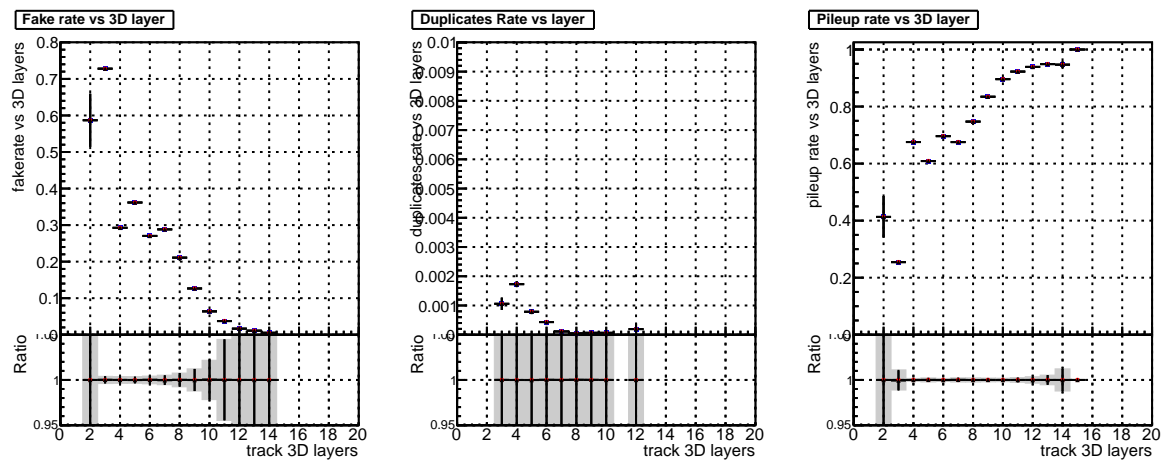 Fake rate vs 3D layer
fakerate vs 3D layers
0.8
0.7
0.6
0.5
0.4
0.3
0.2
0.1
0
Ratio
1
0.95
0 2 4 6 8 10 12 14 16 18 20
track 3D layers
Duplicates Rate vs layer
duplicates rate vs 3D layers
0.01
0.009
0.008
0.007
0.006
0.005
0.004
0.003
0.002
0.001
0
Ratio
1
0.95
0 2 4 6 8 10 12 14 16 18 20
track 3D layers
Pileup rate vs 3D layer
pileup rate vs 3D layers
1
0.8
0.6
0.4
0.2
0
Ratio
1
0.95
0 2 4 6 8 10 12 14 16 18 20
track 3D layers